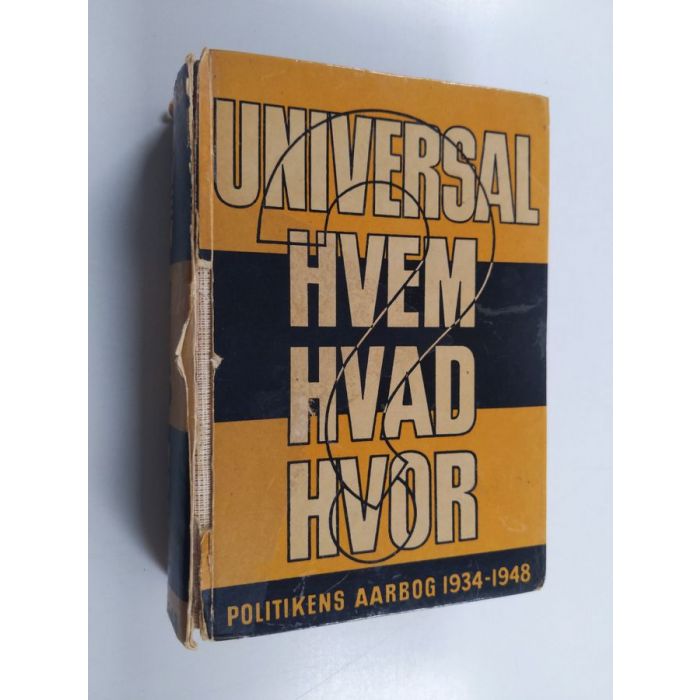 UNIVERSAL
HVEM
HVAD
HVOR
POLITIKENS AARBOG 1934-1948